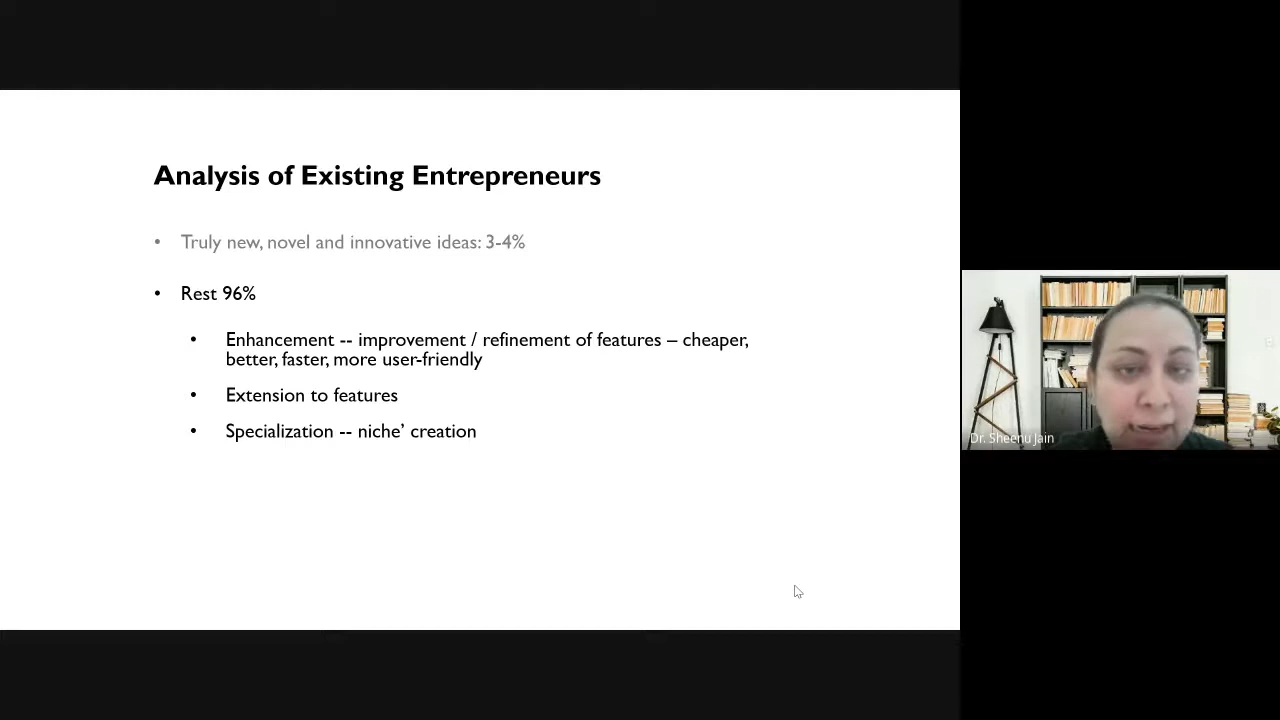 Analysis of Existing Entrepreneurs
• Truly new, novel and innovative ideas: 3-4%
• Rest 96%
• Enhancement -- improvement / refinement of features – cheaper,
better, faster, more user-friendly
• Extension to features
• Specialization -- niche’ creation
Dr. Sheenu Jain